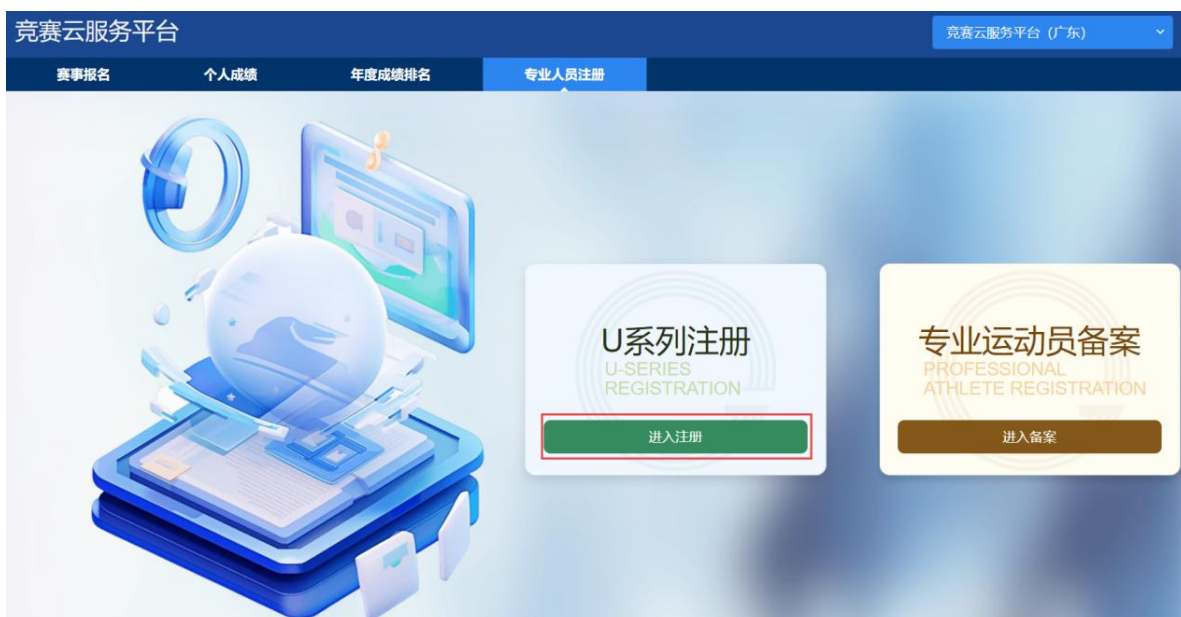 竞赛云服务平台
竞赛云服务平台 (广东)
赛事报名 个人成绩 年度成绩排名 专业人员注册
U系列注册
U-SERIES
REGISTRATION
进入注册
专业运动员备案
PROFESSIONAL
ATHLETE REGISTRATION
进入备案